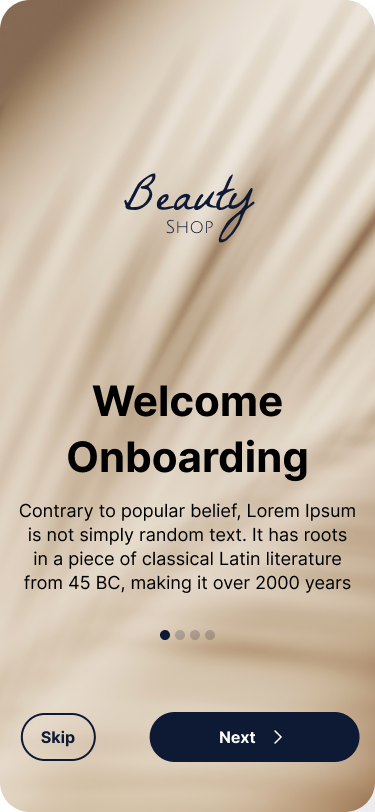 Beauty
SHOP
Welcome
Onboarding
Contrary to popular belief, Lorem Ipsum
is not simply random text. It has roots
in a piece of classical Latin literature
from 45 BC, making it over 2000 years
Skip
Next